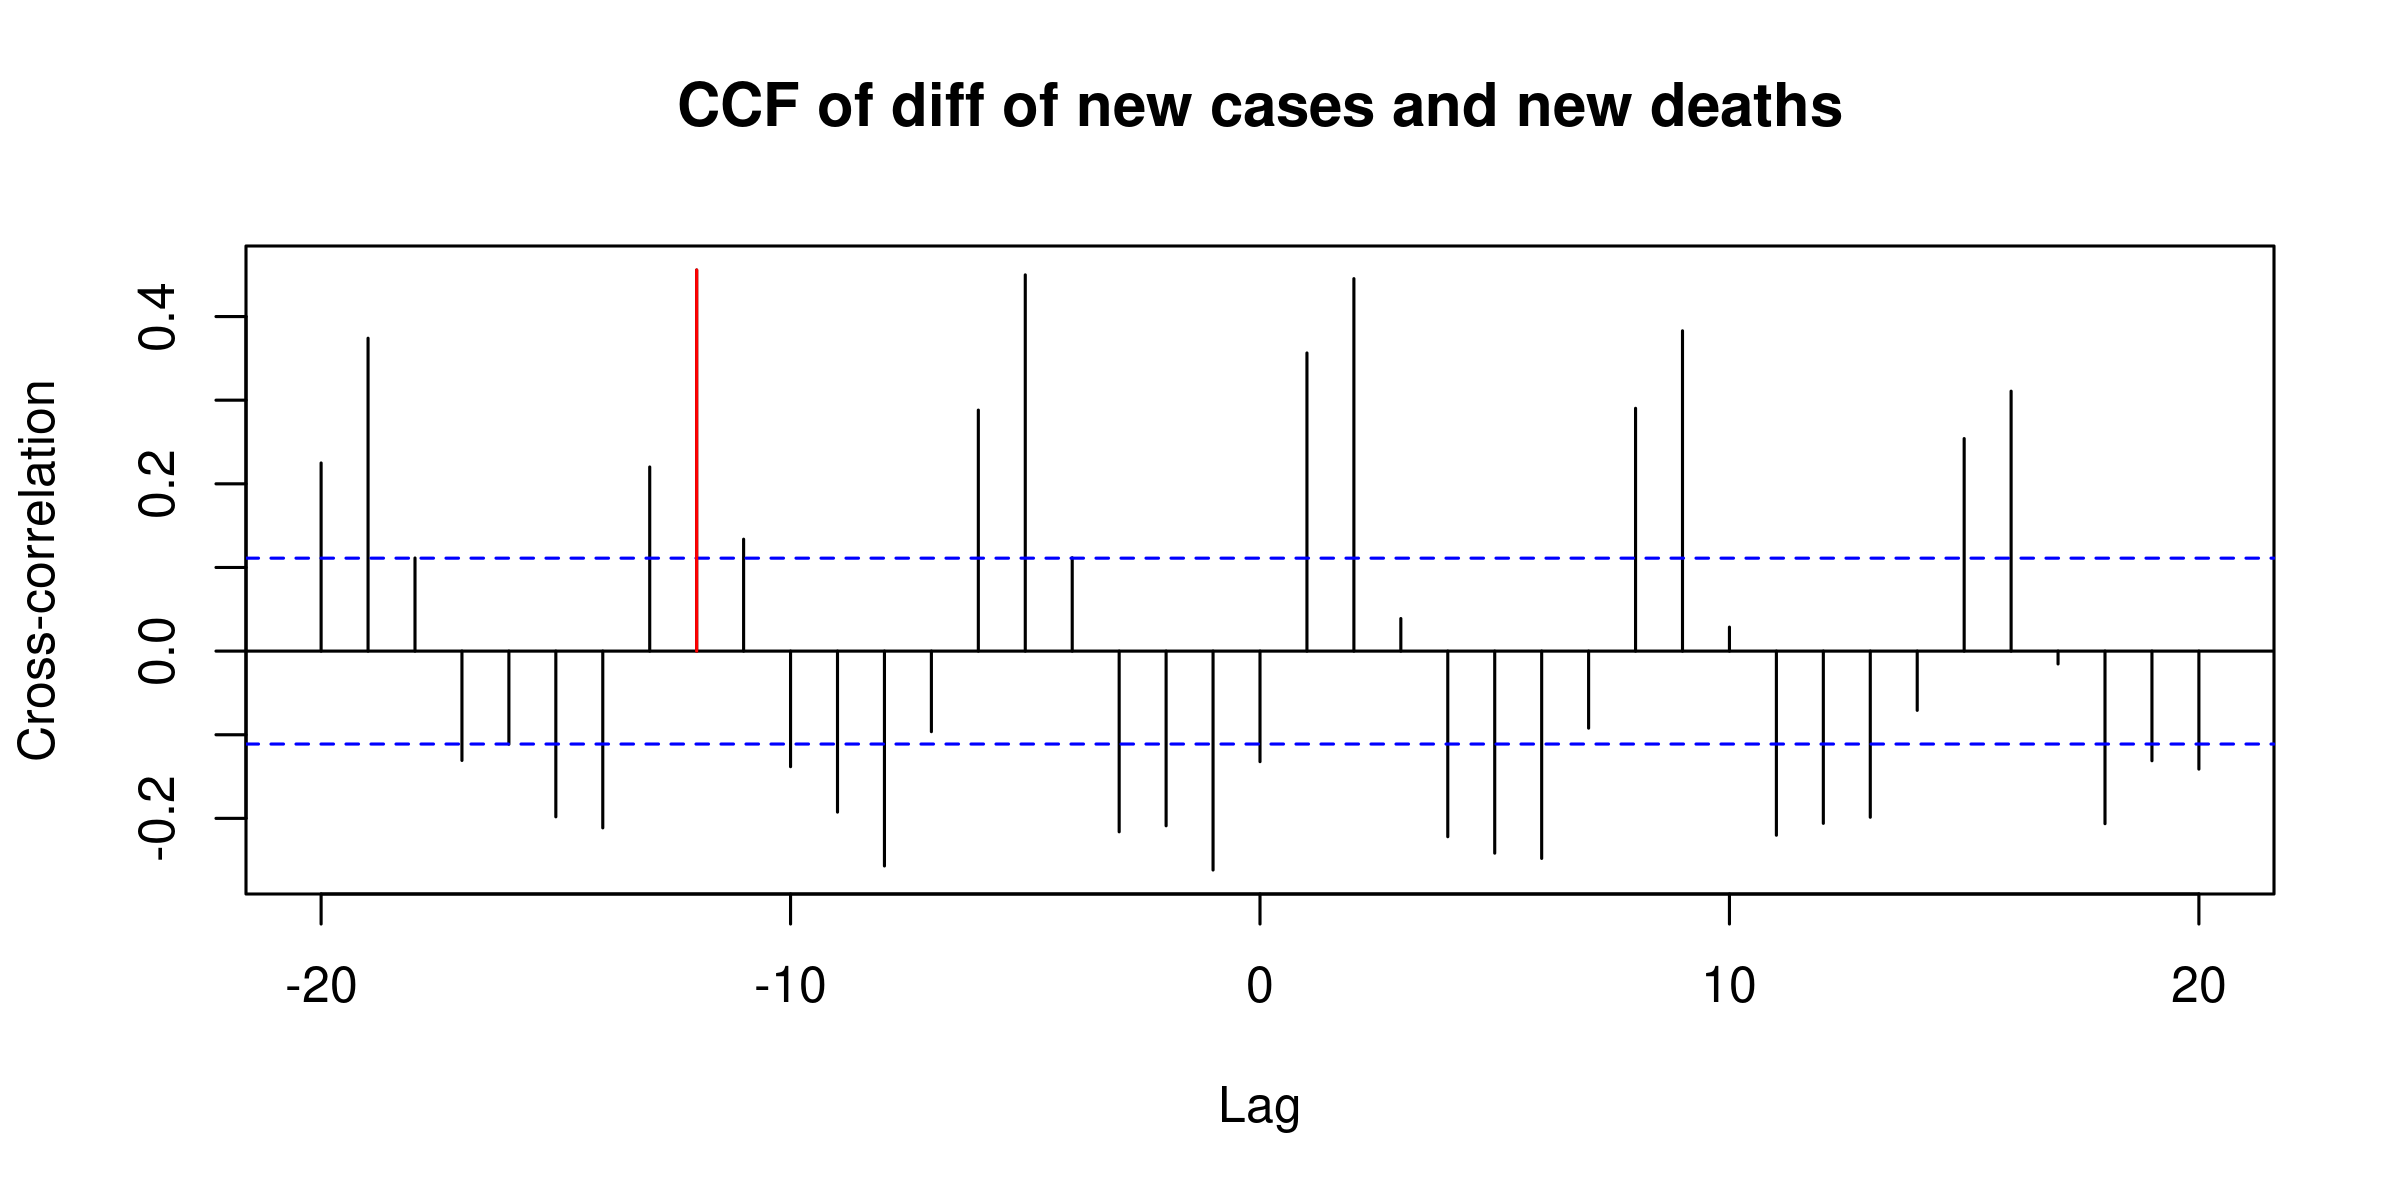 CCF of diff of new cases and new deaths
Cross-correlation
0.4
0.2
0.0
-0.2
-20 -10 0 10 20
Lag